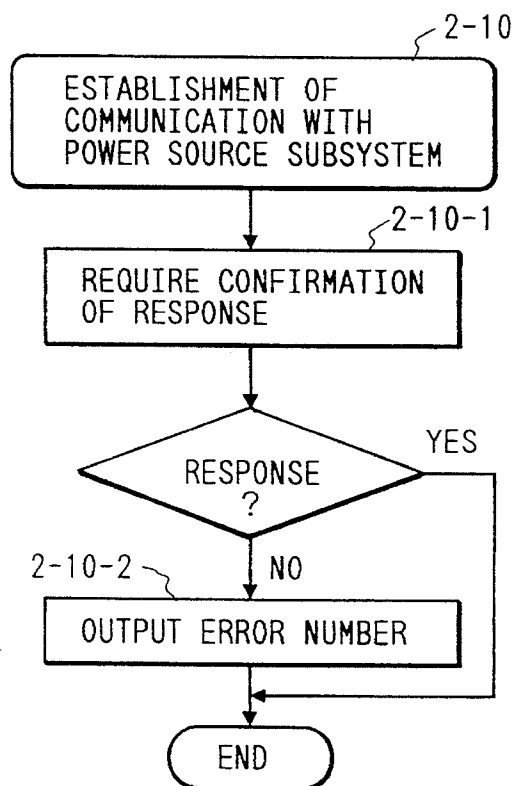 2-10
ESTABLISHMENT OF
COMMUNICATION WITH
POWER SOURCE SUBSYSTEM
2-10-1
REQUIRE CONFIRMATION
OF RESPONSE
RESPONSE
?
YES
NO
2-10-2
OUTPUT ERROR NUMBER
END